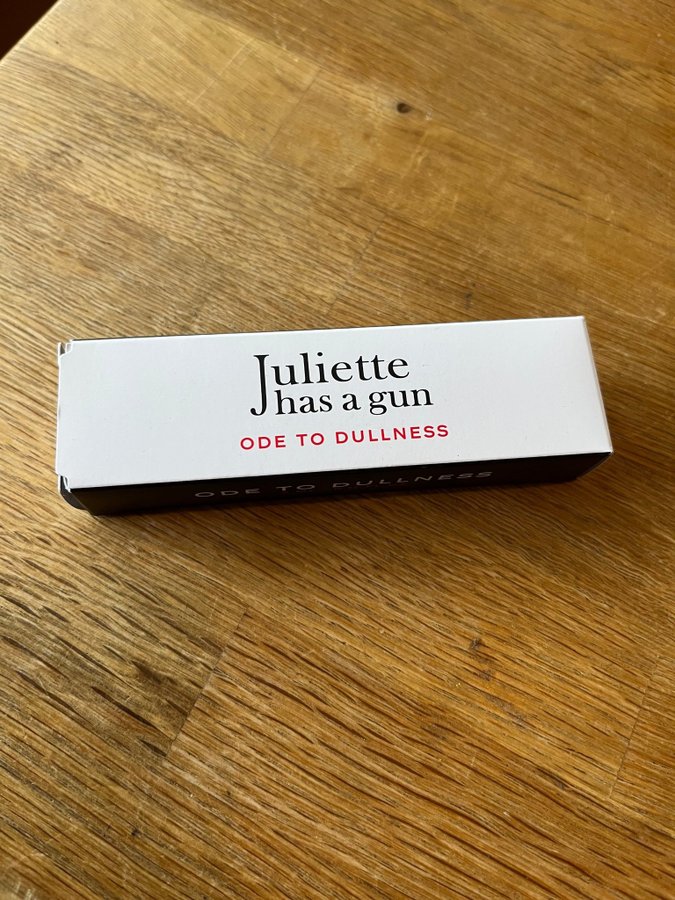 Juliette
has a gun
ODE TO DULLNESS
ODE TO DULLNESS